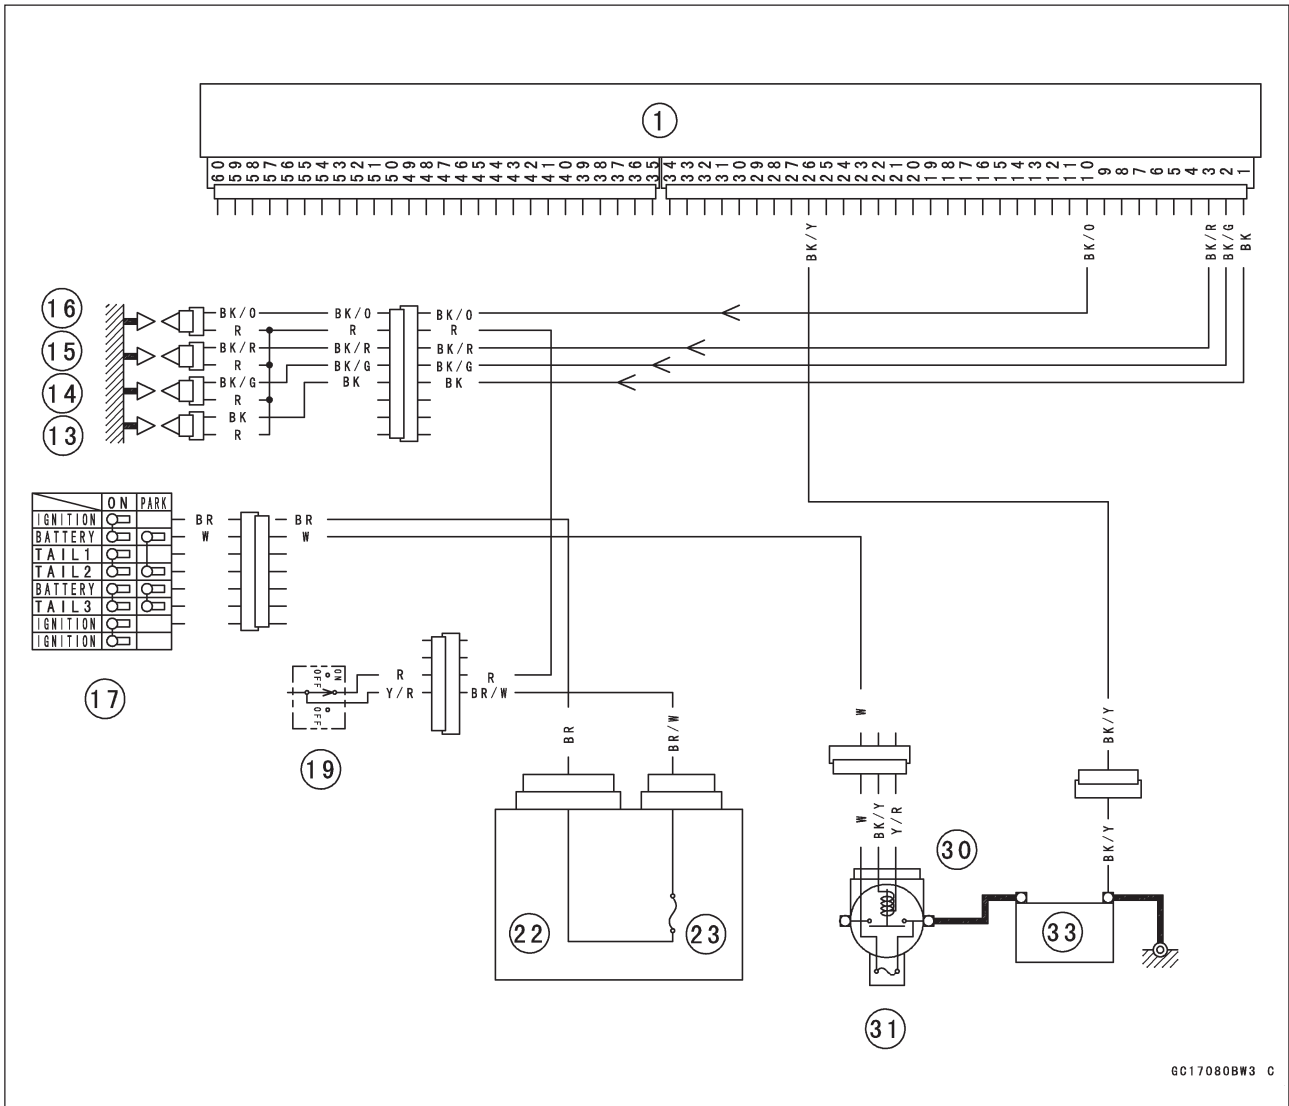 1
60 59 58 57 56 55 54 53 52 51 50 49 48 47 46 45 44 43 42 41 40 39 38 37 36 35 34 33 32 31 30 29 28 27 26 25 24 23 22 21 20 19 18 17 16 15 14 13 12 11 10 9 8 7 6 5 4 3 2 1
BK/Y BK/O BK/R BK/G BK
16 BK/O BK/O BK/O
R R R
15 BK/R BK/R BK/R
R BK/G BK/G
14 BK/G BK BK
R
13 BK
R
ON PARK
IGNITION BR BR
BATTERY W W
TAIL1
TAIL2
BATTERY
TAIL3
IGNITION
IGNITION
17
OFF ON
OFF
R R
Y/R BR/W
19
BR BR/W W BK/Y
W BK/Y Y/R BK/Y
30
22 23 33
31
GC17080BW3 C